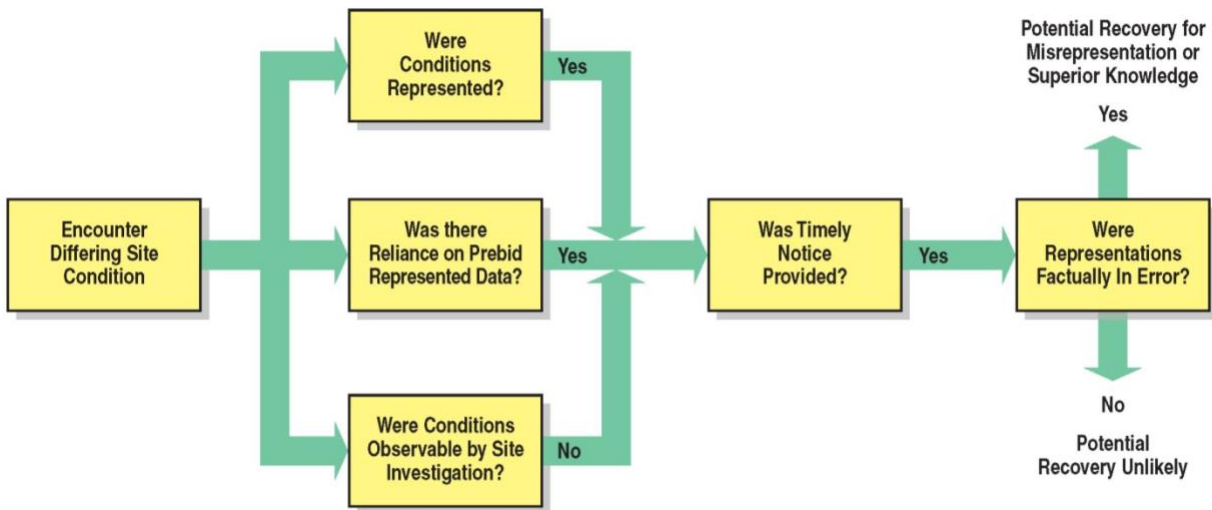 Encounter
Differing Site
Condition
Were
Conditions
Represented?
Yes
Was there
Reliance on Prebid
Represented Data?
Yes
Were Conditions
Observable by Site
Investigation?
No
Was Timely
Notice
Provided?
Yes
Were
Representations
Factually In Error?
Potential Recovery for
Misrepresentation or
Superior Knowledge
Yes
No
Potential
Recovery Unlikely